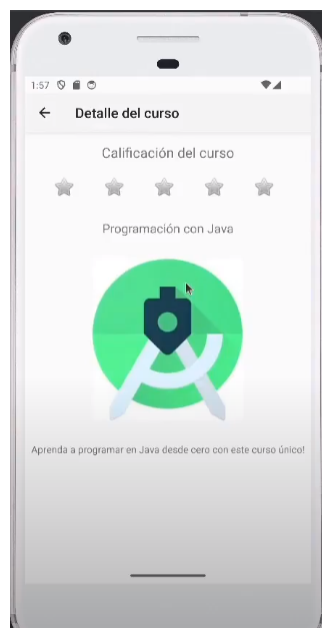 1:57
Detalle del curso
Calificación del curso
Programación con Java
Aprenda a programar en Java desde cero con este curso único!